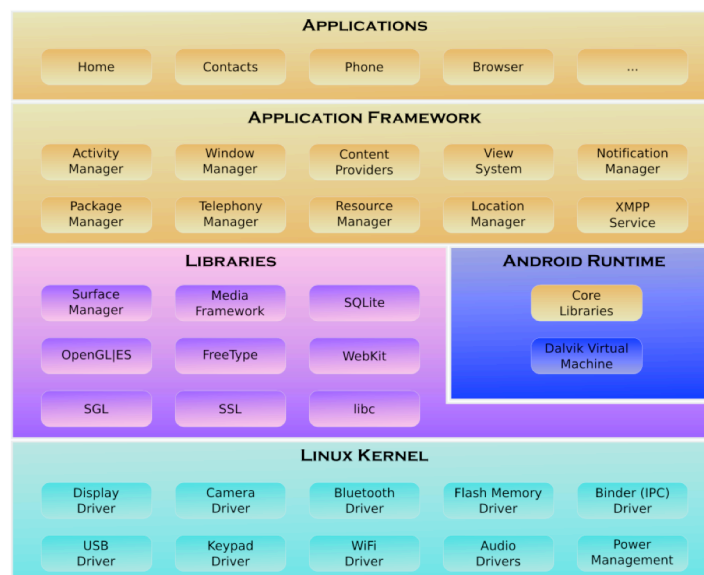 APPLICATIONS
Home
Contacts
Phone
Browser
...
APPLICATION FRAMEWORK
Activity
Manager
Window
Manager
Content
Providers
View
System
Notification
Manager
Package
Manager
Telephony
Manager
Resource
Manager
Location
Manager
XMPP
Service
LIBRARIES
Surface
Manager
Media
Framework
SQLite
OpenGL|ES
FreeType
WebKit
SGL
SSL
libc
ANDROID RUNTIME
Core
Libraries
Dalvik Virtual
Machine
LINUX KERNEL
Display
Driver
Camera
Driver
Bluetooth
Driver
Flash Memory
Driver
Binder (IPC)
Driver
USB
Driver
Keypad
Driver
WiFi
Driver
Audio
Drivers
Power
Management